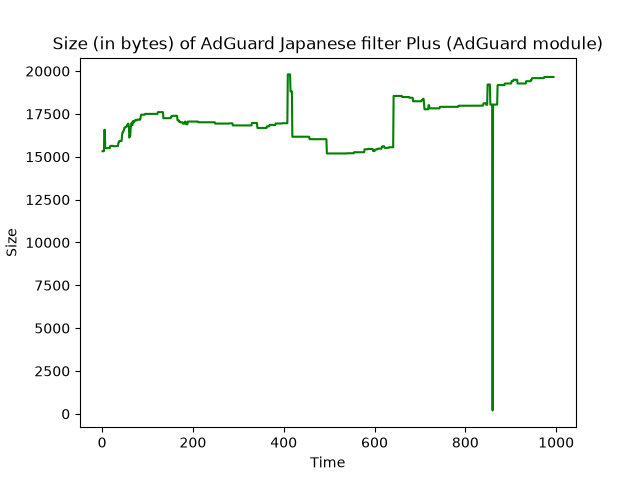 Size (in bytes) of AdGuard Japanese filter Plus (AdGuard module)
20000
17500
15000
12500
10000
7500
5000
2500
0
Size
0 200 400 600 800 1000
Time